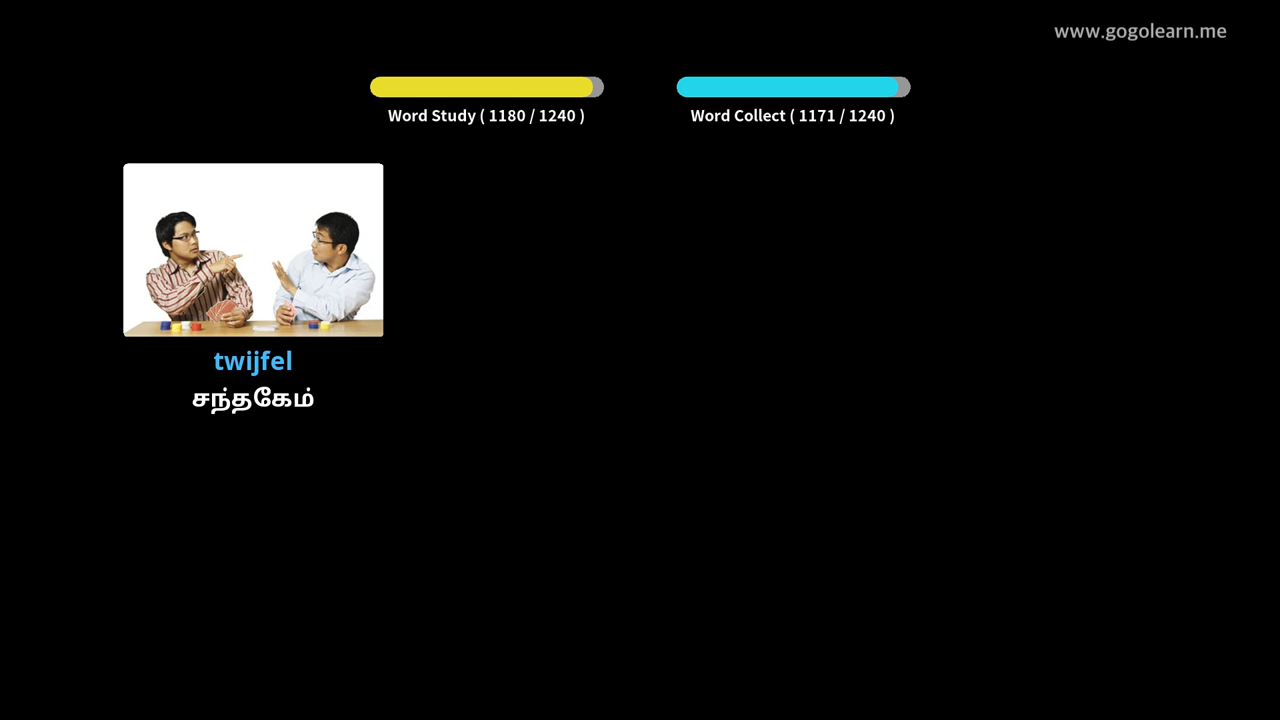 www.gogolearn.me
Word Study ( 1180 / 1240 )
Word Collect ( 1171 / 1240 )
twijfel
சந்தகேம்